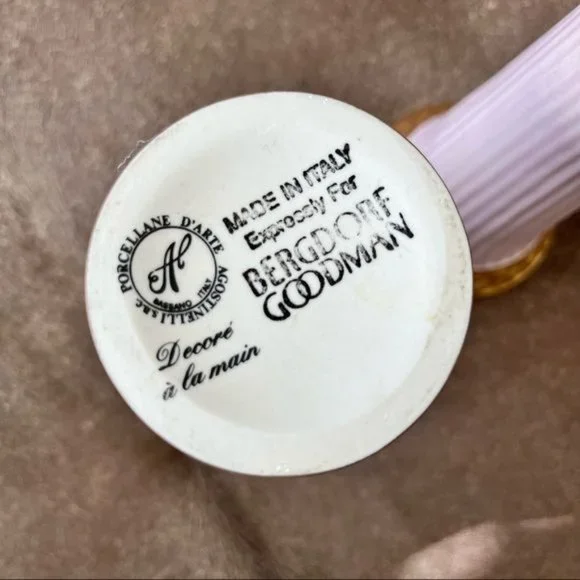 PORCELLANE D'ARTE AGOSTINELLI s.n.c.
BASSANO ITALY
Decoré
à la main
MADE IN ITALY
Expressly For
BERGDORF
GOODMAN